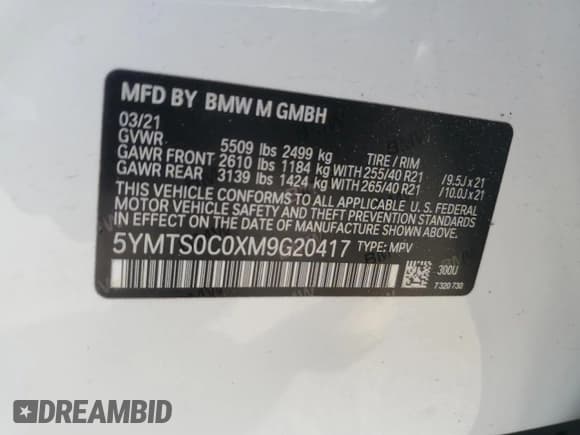 MFD BY BMW M GMBH
03/21
GVWR 5509 lbs 2499 kg TIRE / RIM
GAWR FRONT 2610 lbs 1184 kg WITH 255/40 R21 /9.5J x 21
GAWR REAR 3139 lbs 1424 kg WITH 265/40 R21 /10.0J x 21
THIS VEHICLE CONFORMS TO ALL APPLICABLE U. S. FEDERAL
MOTOR VEHICLE SAFETY AND THEFT PREVENTION STANDARDS
IN EFFECT ON THE DATE OF MANUFACTURE SHOWN ABOVE.
5YMTS0C0XM9G20417 TYPE: MPV
300U
7 320 730
DREAMBID